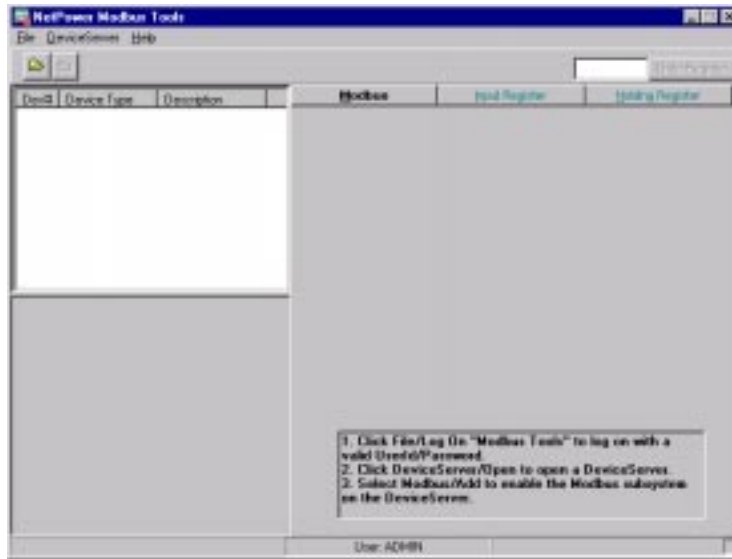 NetPower Modbus Tools
File DeviceServer Help
Dev# Device Type Description
Modbus Input Register Holding Register
1. Click File/Log On "Modbus Tools" to log on with a
valid UserId/Password.
2. Click DeviceServer/Open to open a DeviceServer.
3. Select Modbus/Add to enable the Modbus subsystem
on the DeviceServer.
User: ADMIN